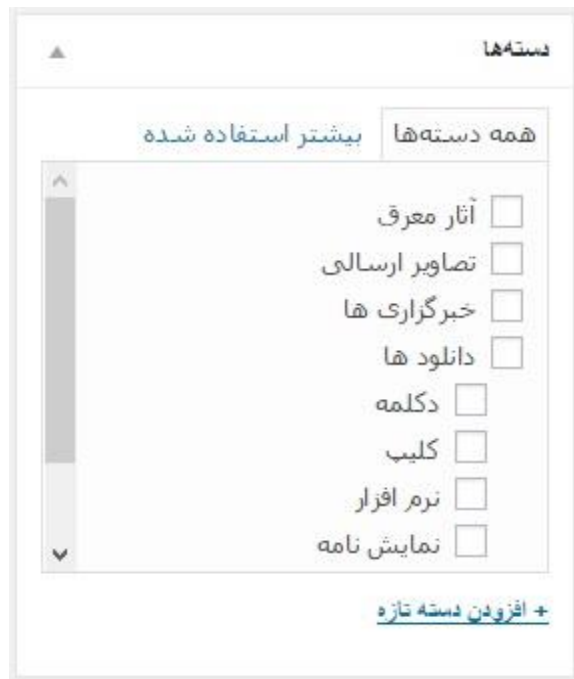 دسته‌ها
همه دسته‌ها بیشتر استفاده شده
آثار معرق
تصاویر ارسالی
خبرگزاری ها
دانلود ها
دکلمه
کلیپ
نرم افزار
نمایش نامه
+ افزودن دسته تازه